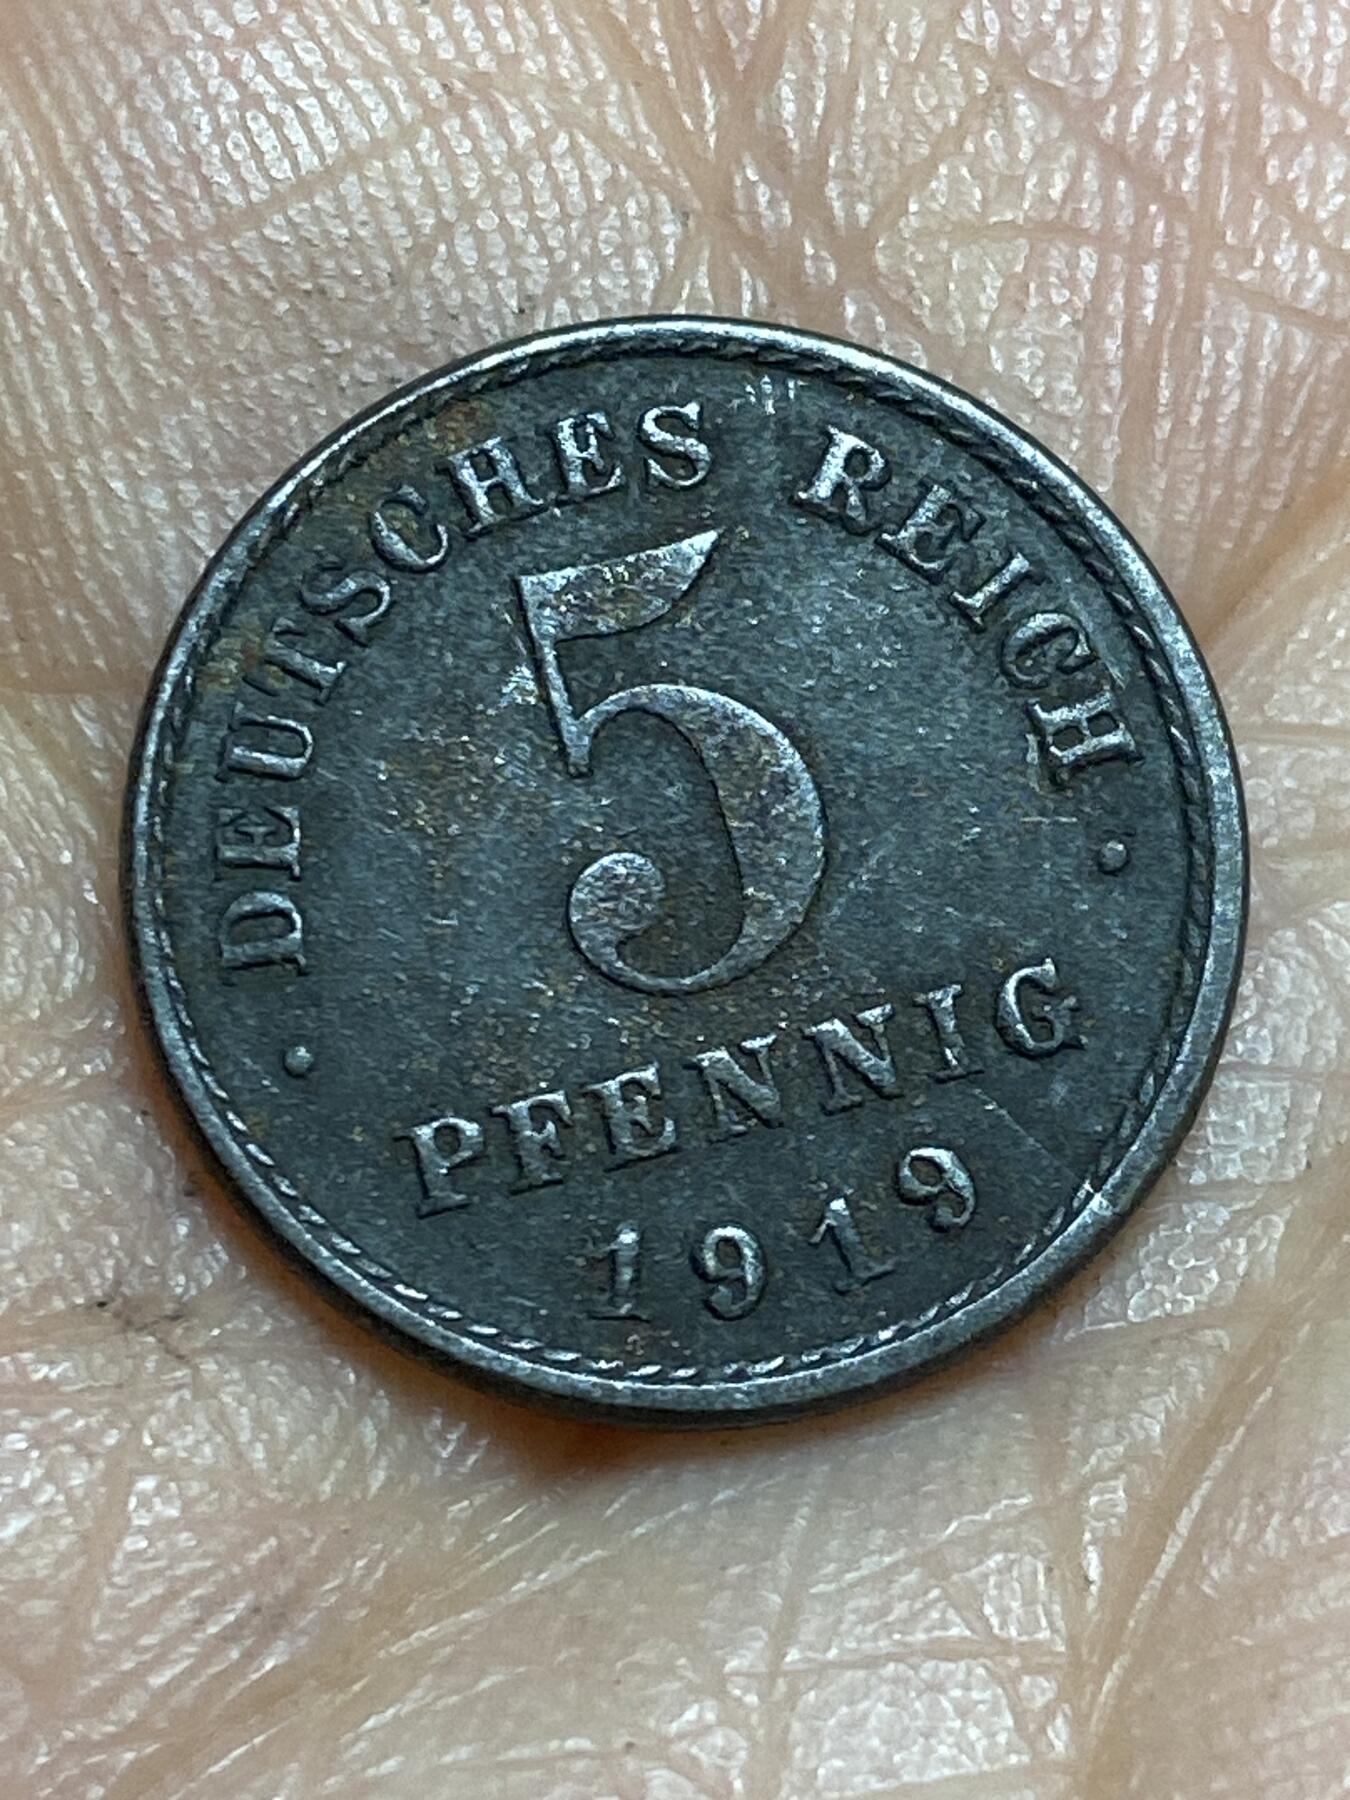 DEUTSCHES REICH
5
PFENNIG
1919